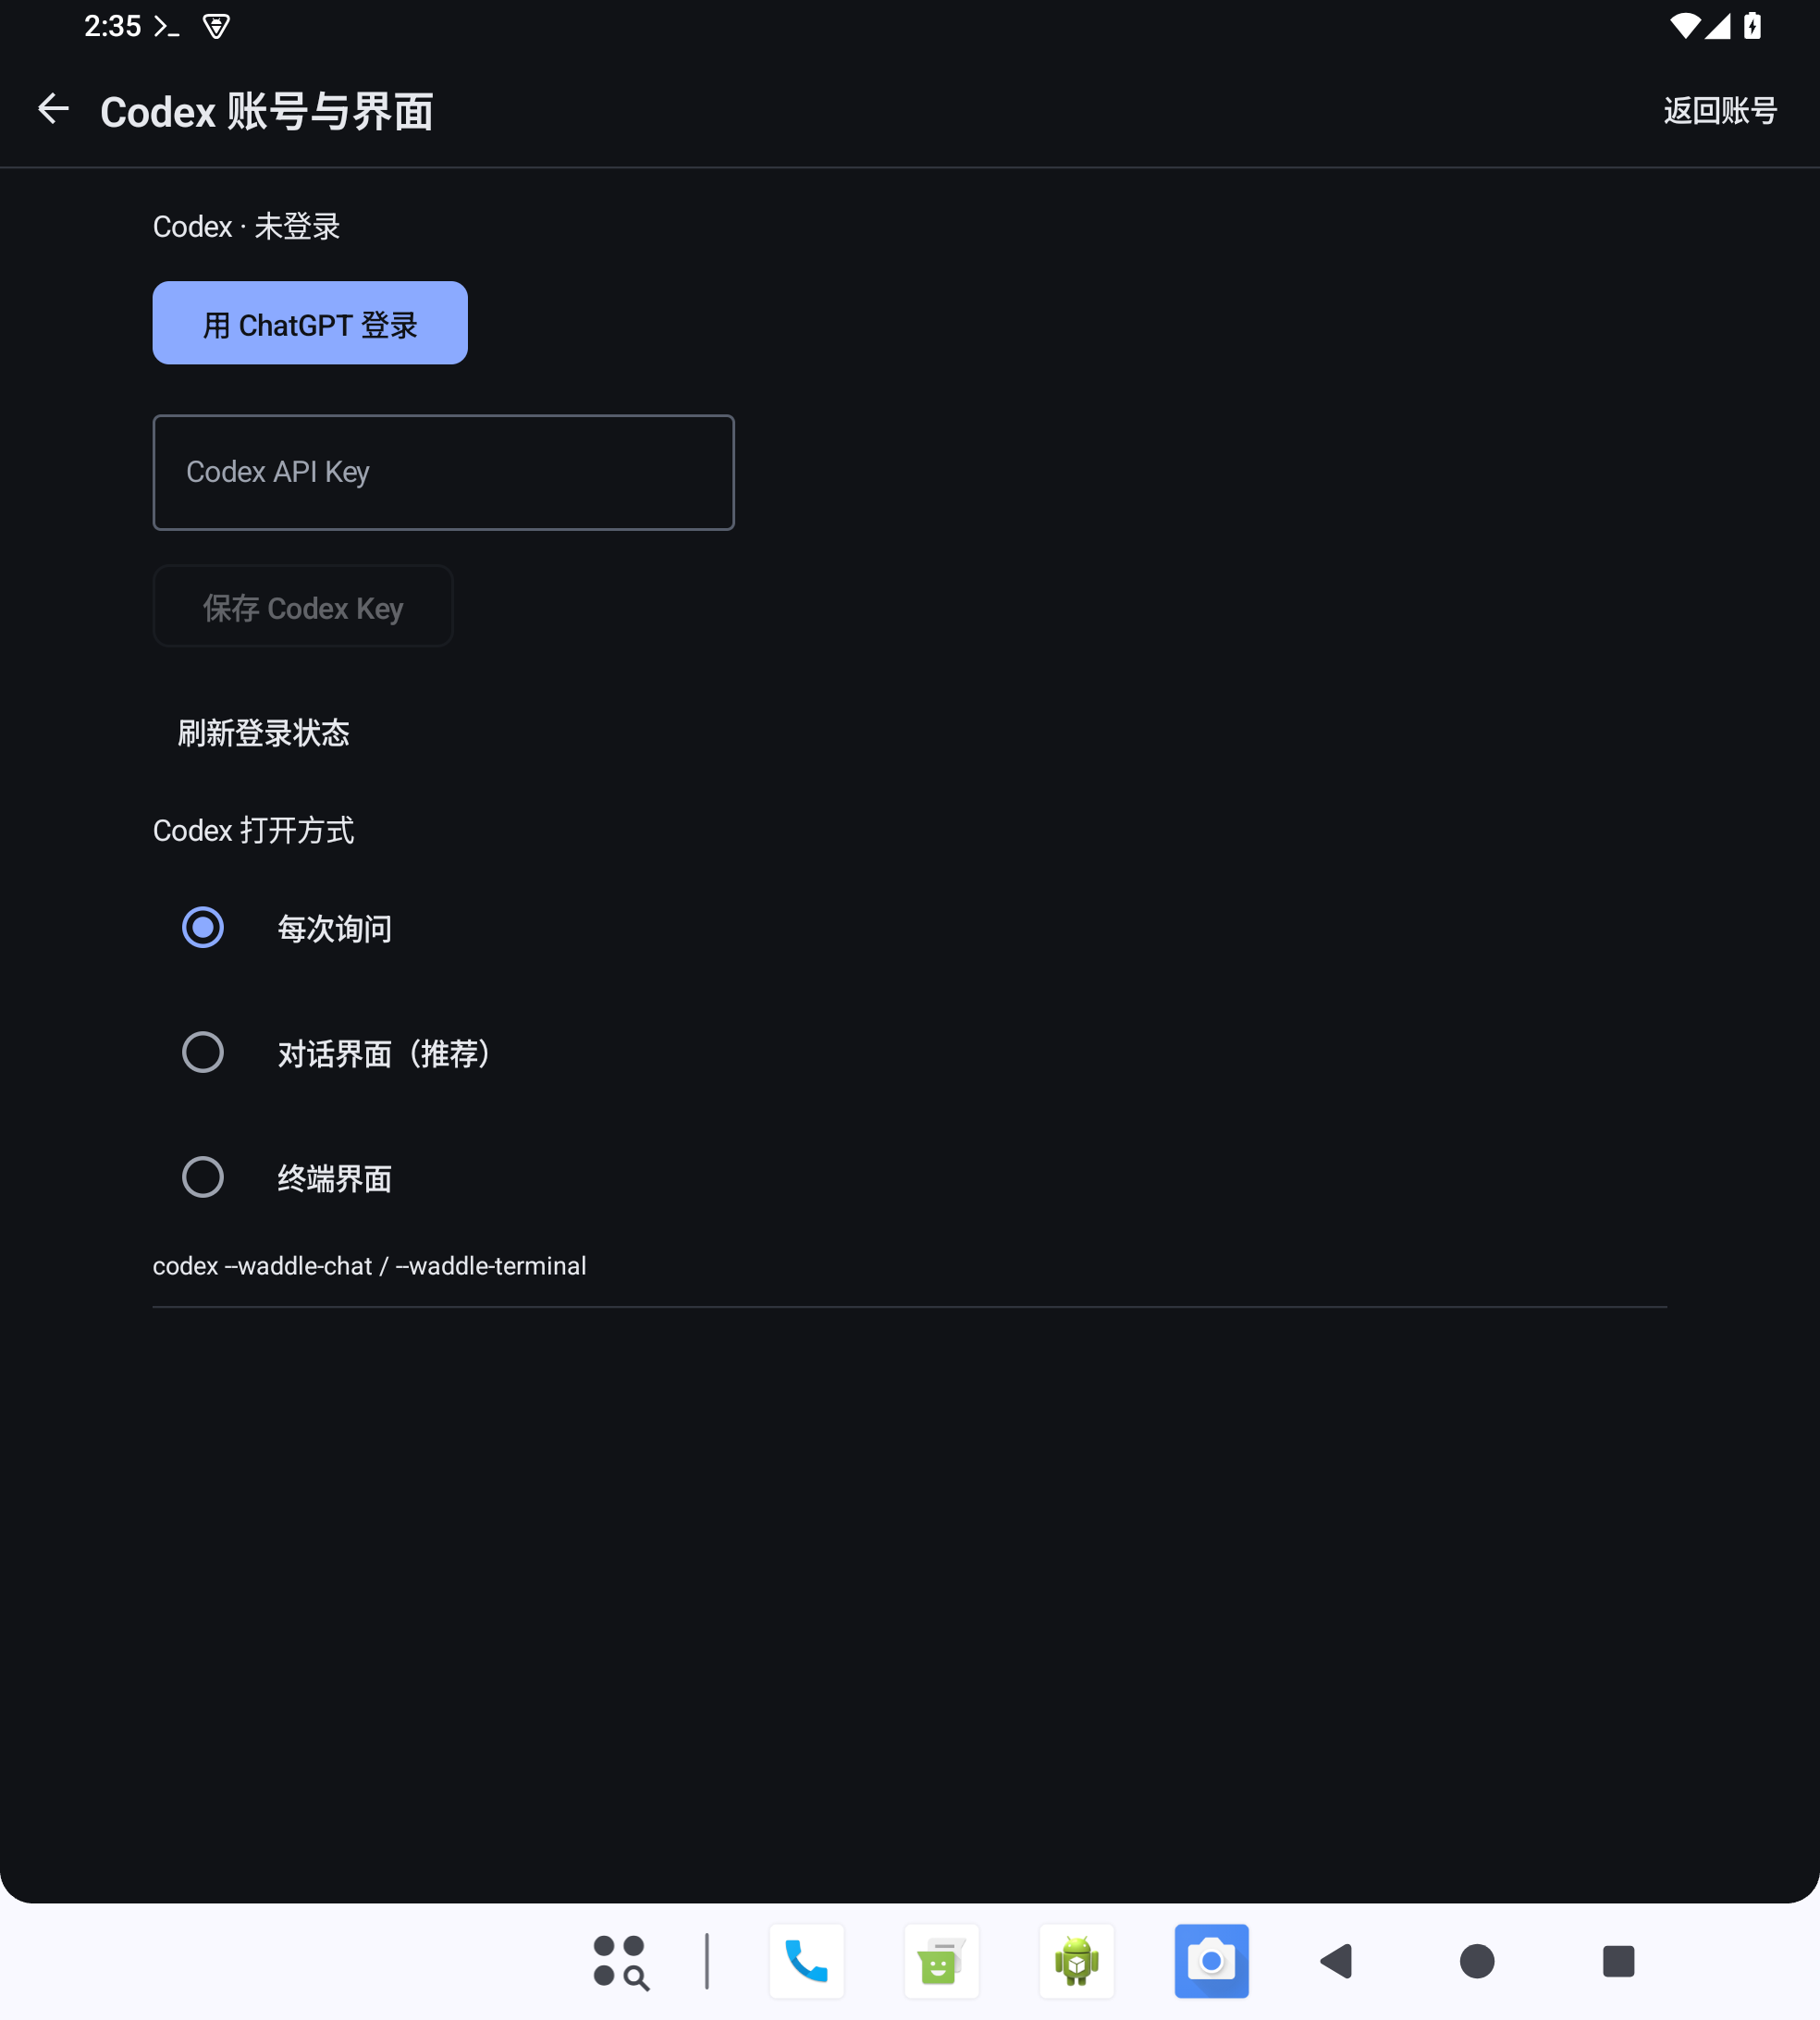 2:35
Codex 账号与界面
返回账号
Codex · 未登录
用 ChatGPT 登录
Codex API Key
保存 Codex Key
刷新登录状态
Codex 打开方式
每次询问
对话界面（推荐）
终端界面
codex --waddle-chat / --waddle-terminal